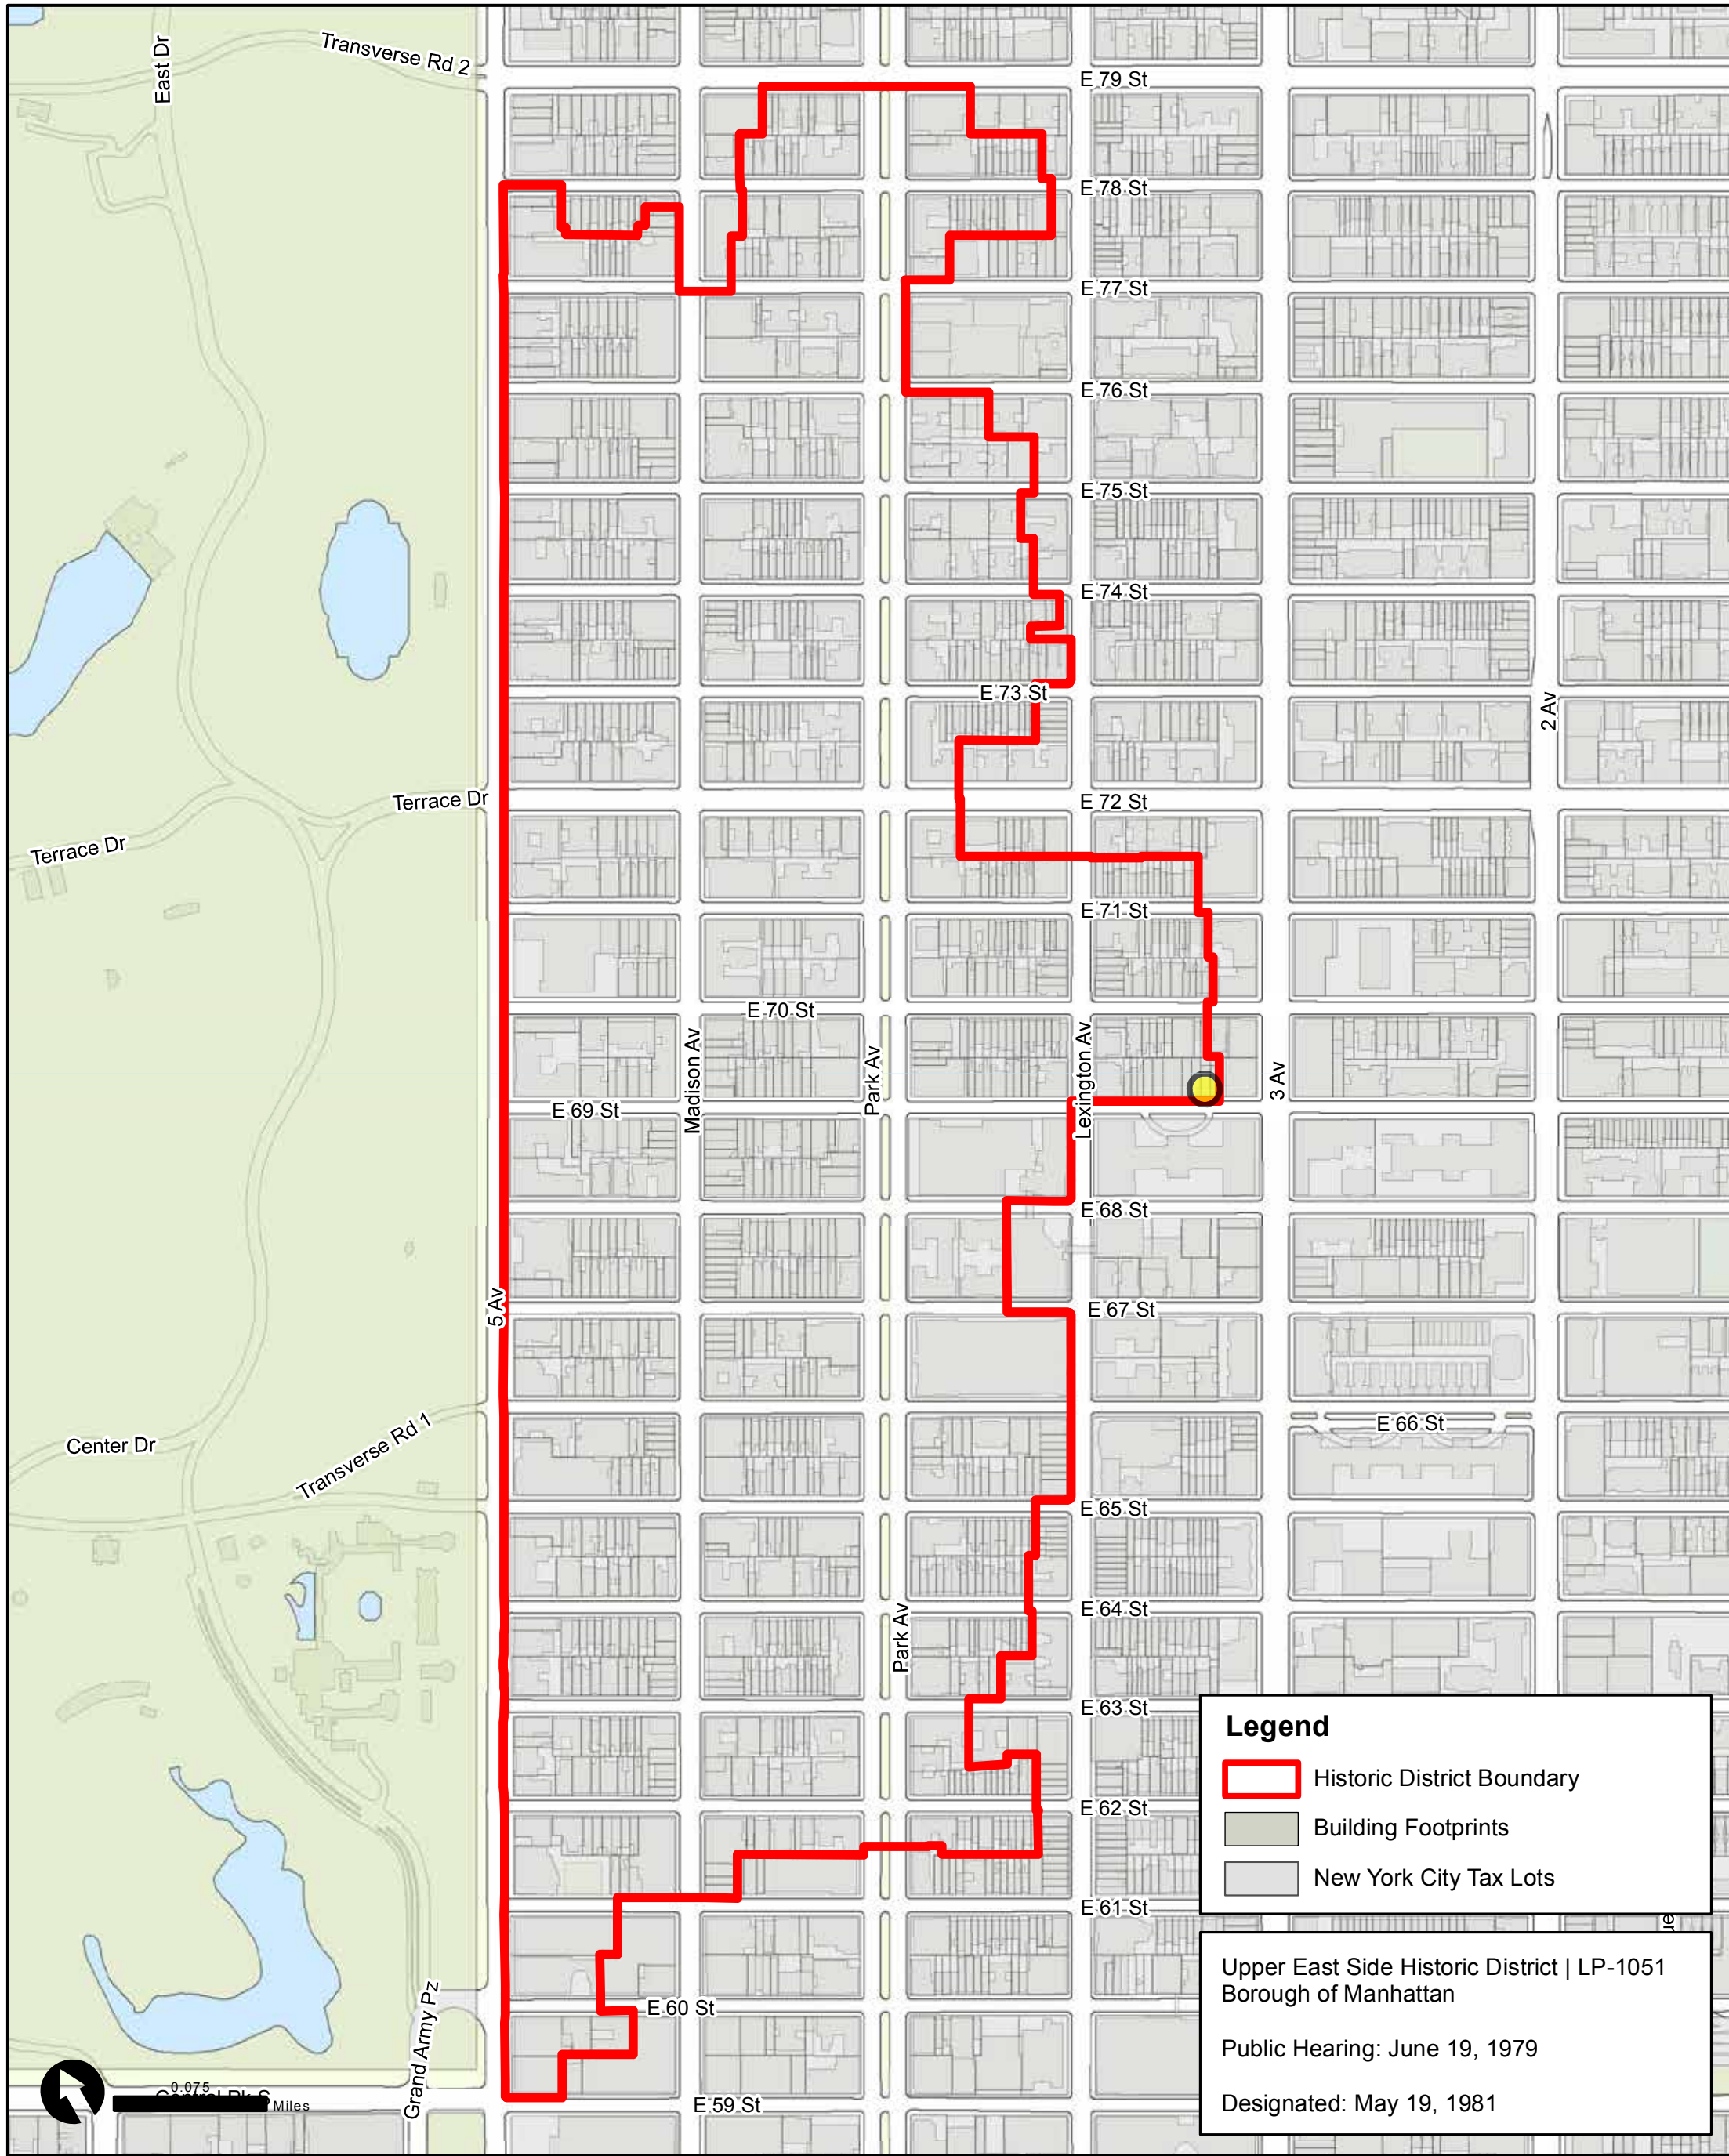 East Dr
Transverse Rd 2
E 79 St
E 78 St
E 77 St
E 76 St
E 75 St
E 74 St
E 73 St
2 Av
Terrace Dr
E 72 St
Terrace Dr
E 71 St
E 70 St
Madison Av
Park Av
Lexington Av
3 Av
E 69 St
E 68 St
5 Av
E 67 St
E 66 St
Center Dr
Transverse Rd 1
E 65 St
E 64 St
Park Av
E 63 St
Legend
Historic District Boundary
E 62 St
Building Footprints
New York City Tax Lots
E 61 St
Upper East Side Historic District | LP-1051
Borough of Manhattan
E 60 St
Grand Army Pz
Public Hearing: June 19, 1979
0.075
Central Pk S
Miles
E 59 St
Designated: May 19, 1981